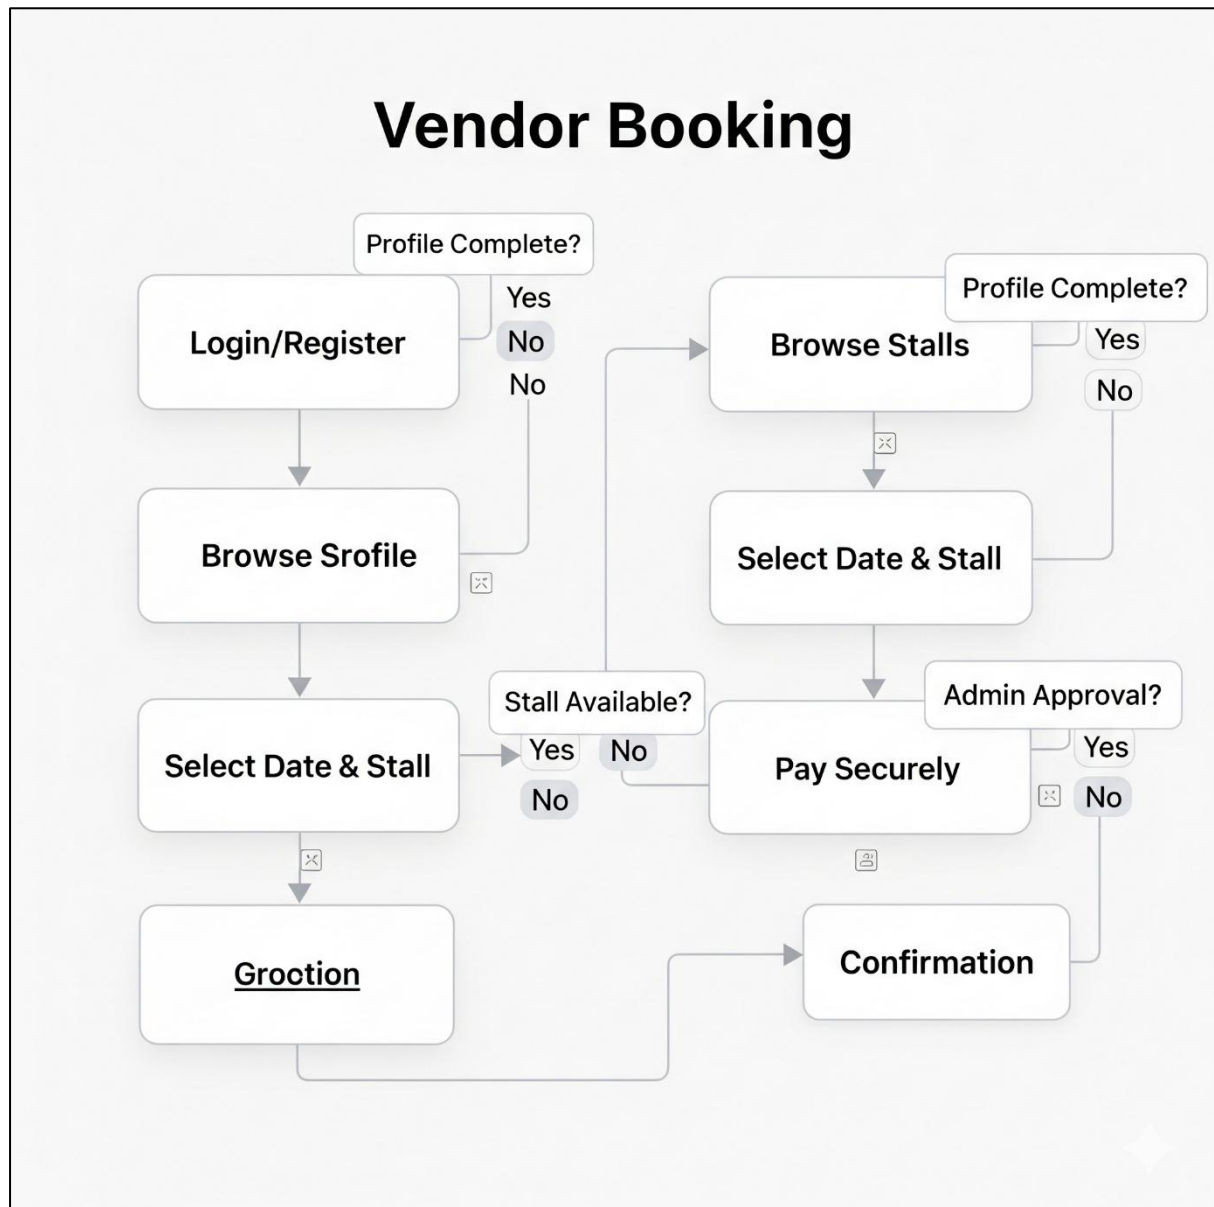 Vendor Booking
Profile Complete?
Login/Register
Yes
No
No
Browse Srofile
Select Date & Stall
Stall Available?
Yes
No
No
Groction
Profile Complete?
Browse Stalls
Yes
No
Select Date & Stall
Admin Approval?
Pay Securely
Yes
No
Confirmation